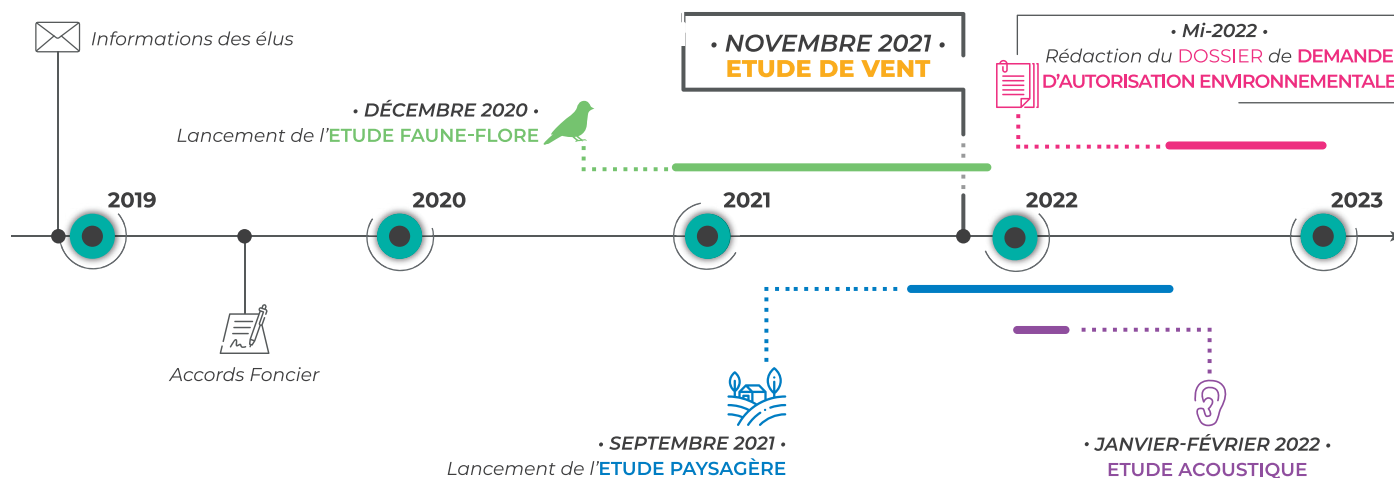 Informations des élus
• NOVEMBRE 2021 •
ETUDE DE VENT
• Mi-2022 •
Rédaction du DOSSIER de DEMANDE
D'AUTORISATION ENVIRONNEMENTALE
• DÉCEMBRE 2020 •
Lancement de l'ETUDE FAUNE-FLORE
2019
2020
2021
2022
2023
Accords Foncier
• SEPTEMBRE 2021 •
Lancement de l'ETUDE PAYSAGÈRE
• JANVIER-FÉVRIER 2022 •
ETUDE ACOUSTIQUE